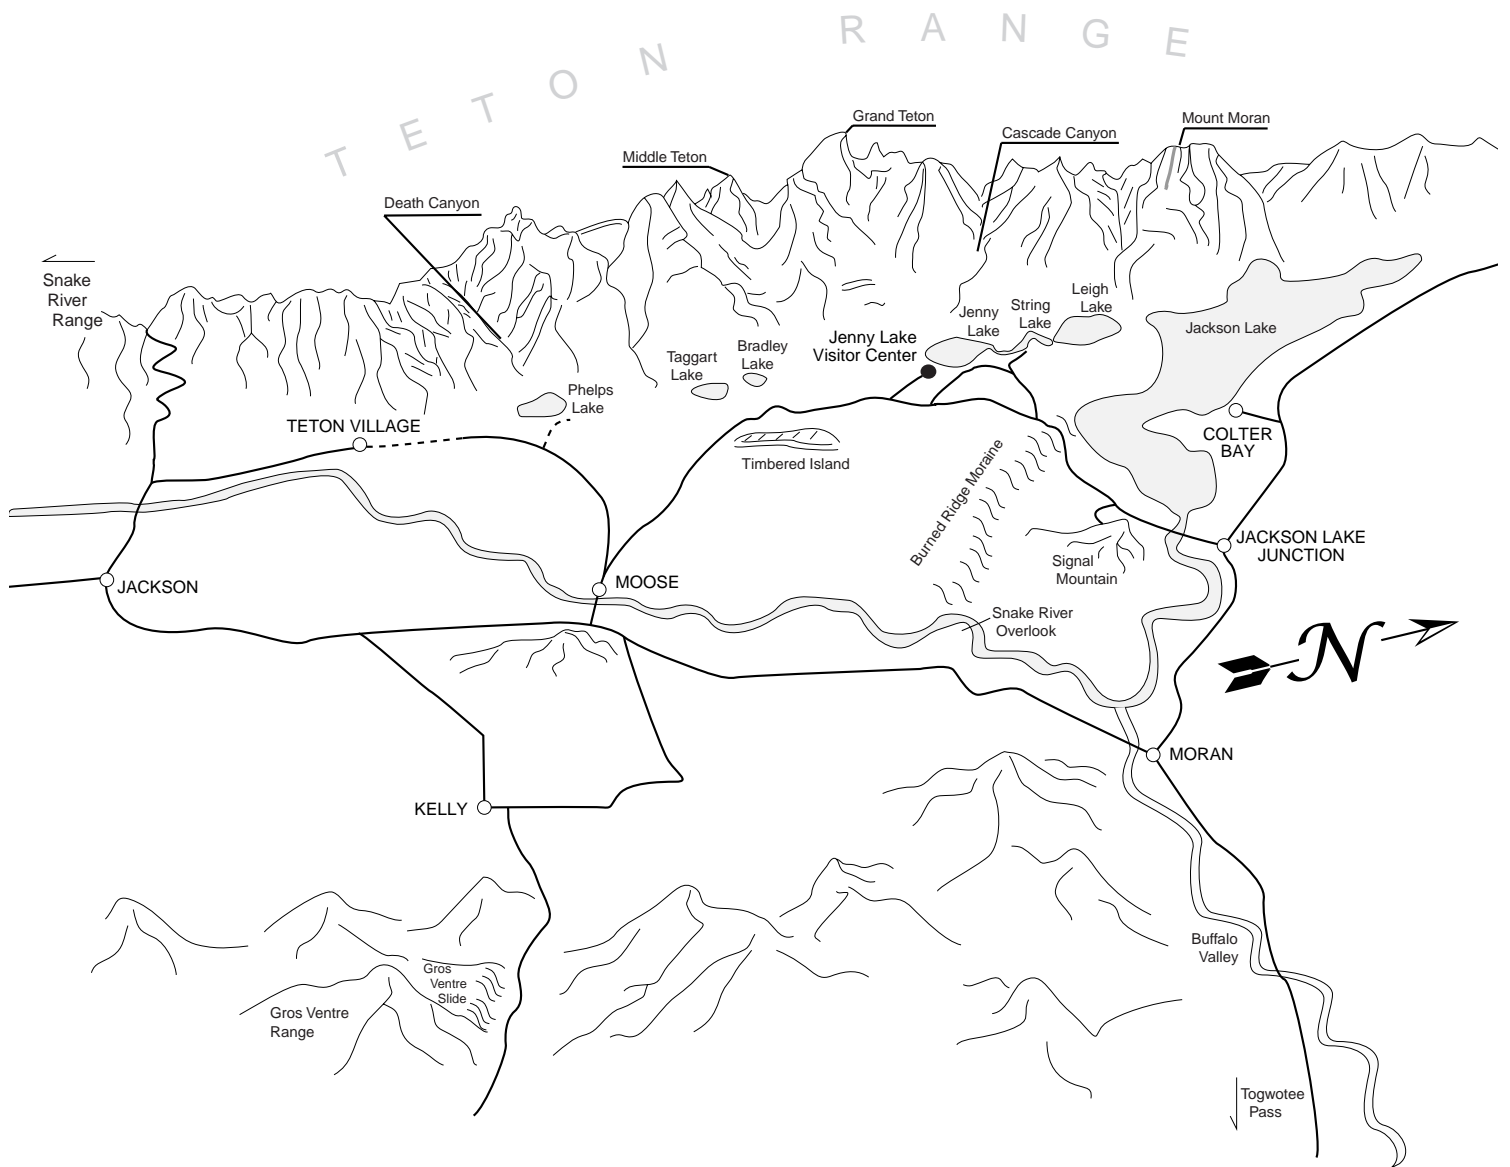 TETON RANGE
Grand Teton
Mount Moran
Cascade Canyon
Middle Teton
Death Canyon
Snake
River
Range
Leigh
Lake
String
Lake
Jenny
Lake
Jackson Lake
Jenny Lake
Visitor Center
Bradley
Lake
Taggart
Lake
Phelps
Lake
TETON VILLAGE
COLTER
BAY
Timbered Island
Burned Ridge Moraine
JACKSON LAKE
JUNCTION
Signal
Mountain
JACKSON
MOOSE
Snake River
Overlook
N
MORAN
KELLY
Buffalo
Valley
Gros
Ventre
Slide
Gros Ventre
Range
Togwotee
Pass